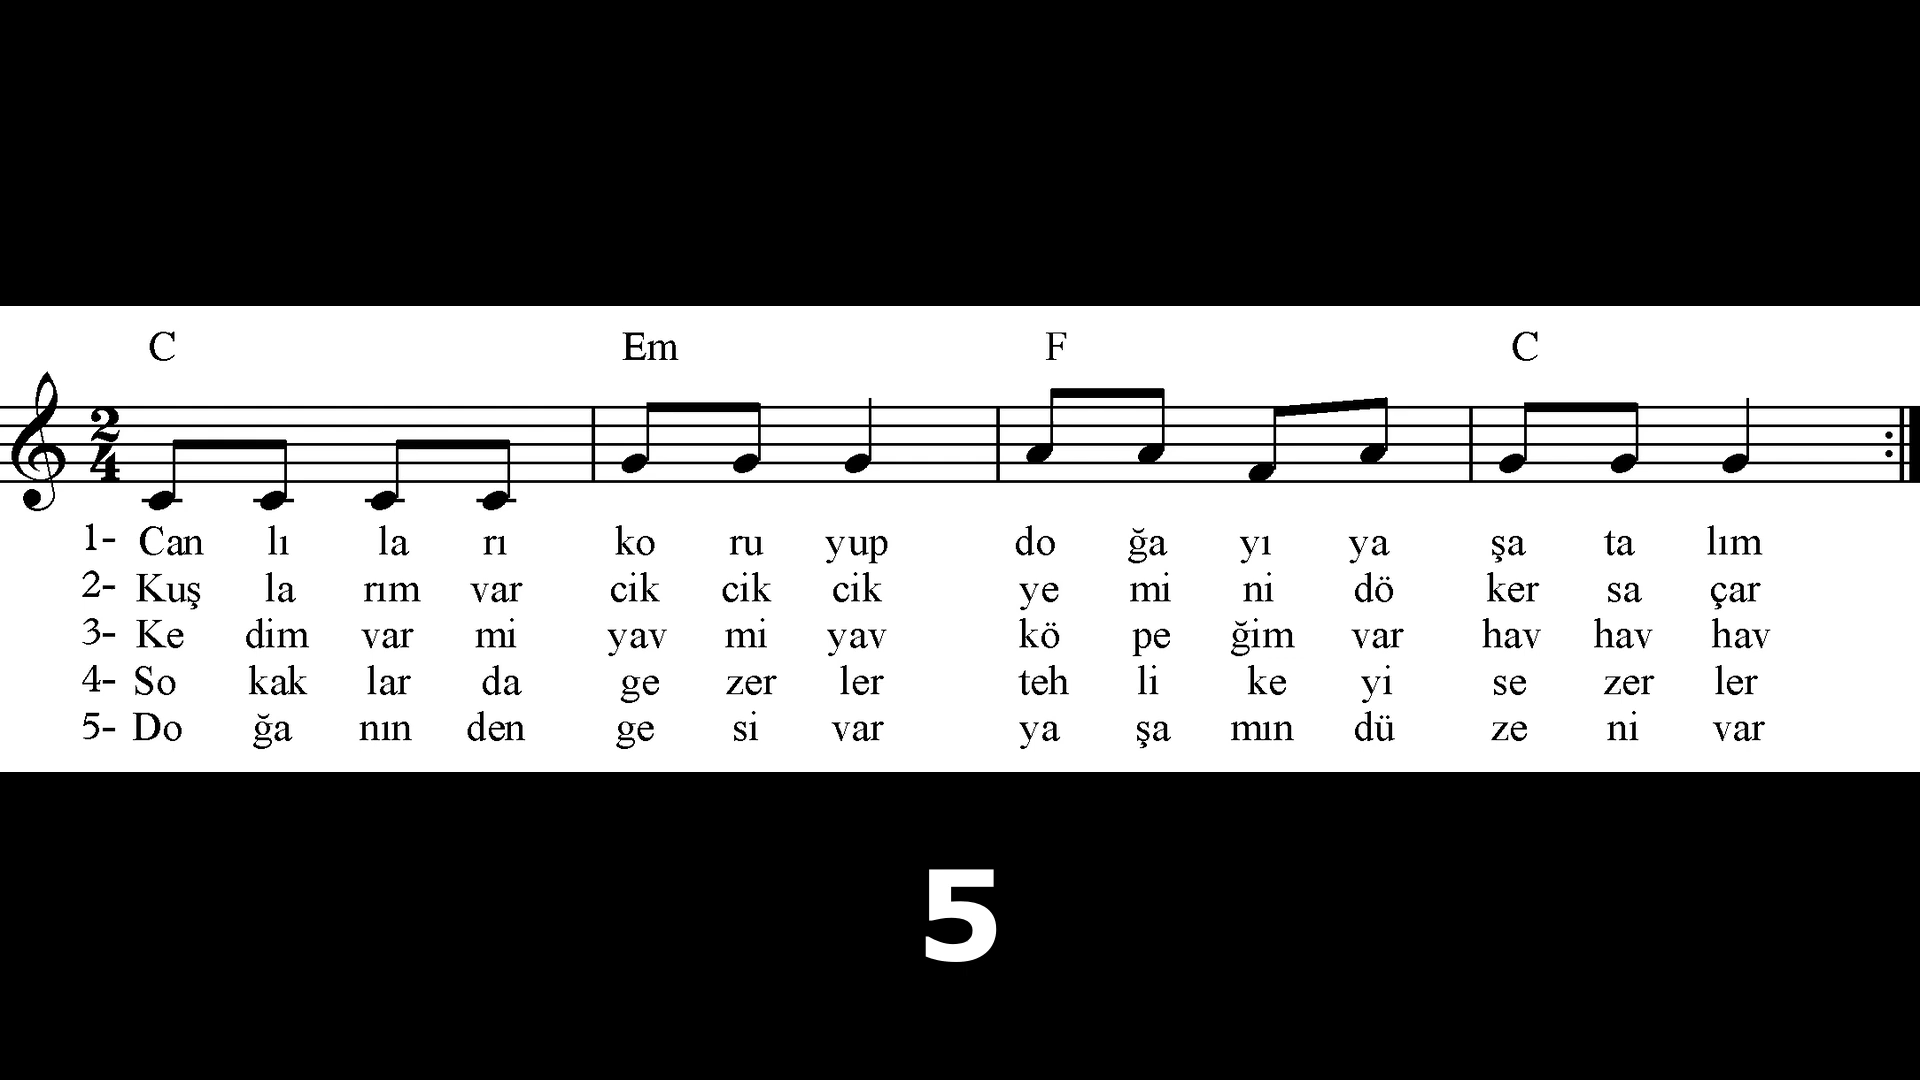 C Em F C
2
4
1- Can lı la rı ko ru yup do ğa yı ya şa ta lım
2- Kuş la rım var cik cik cik ye mi ni dö ker sa çar
3- Ke dim var mi yav mi yav kö pe ğim var hav hav hav
4- So kak lar da ge zer ler teh li ke yi se zer ler
5- Do ğa nın den ge si var ya şa mın dü ze ni var
5